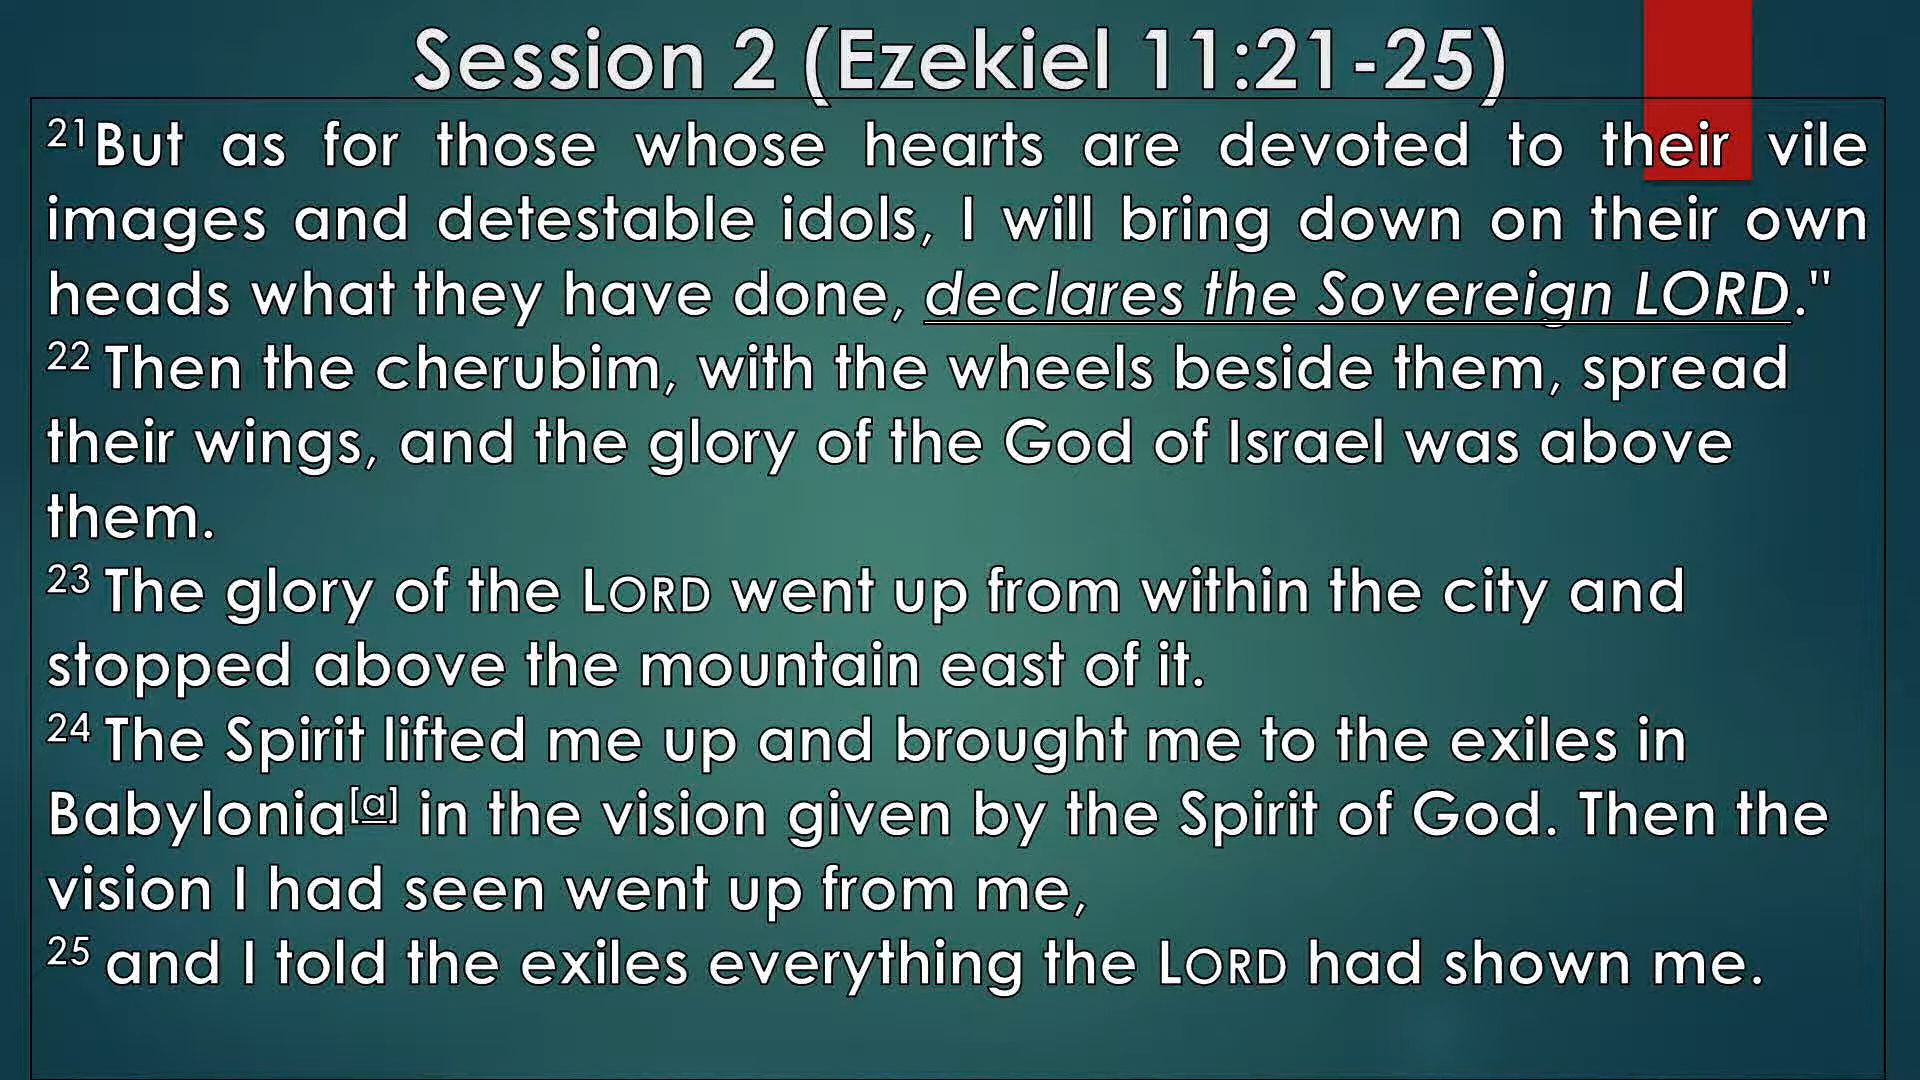 Session 2 (Ezekiel 11:21-25)
21But as for those whose hearts are devoted to their vile
images and detestable idols, I will bring down on their own
heads what they have done, declares the Sovereign LORD."
22 Then the cherubim, with the wheels beside them, spread
their wings, and the glory of the God of Israel was above
them.
23 The glory of the LORD went up from within the city and
stopped above the mountain east of it.
24 The Spirit lifted me up and brought me to the exiles in
Babylonia[a] in the vision given by the Spirit of God. Then the
vision I had seen went up from me,
25 and I told the exiles everything the LORD had shown me.